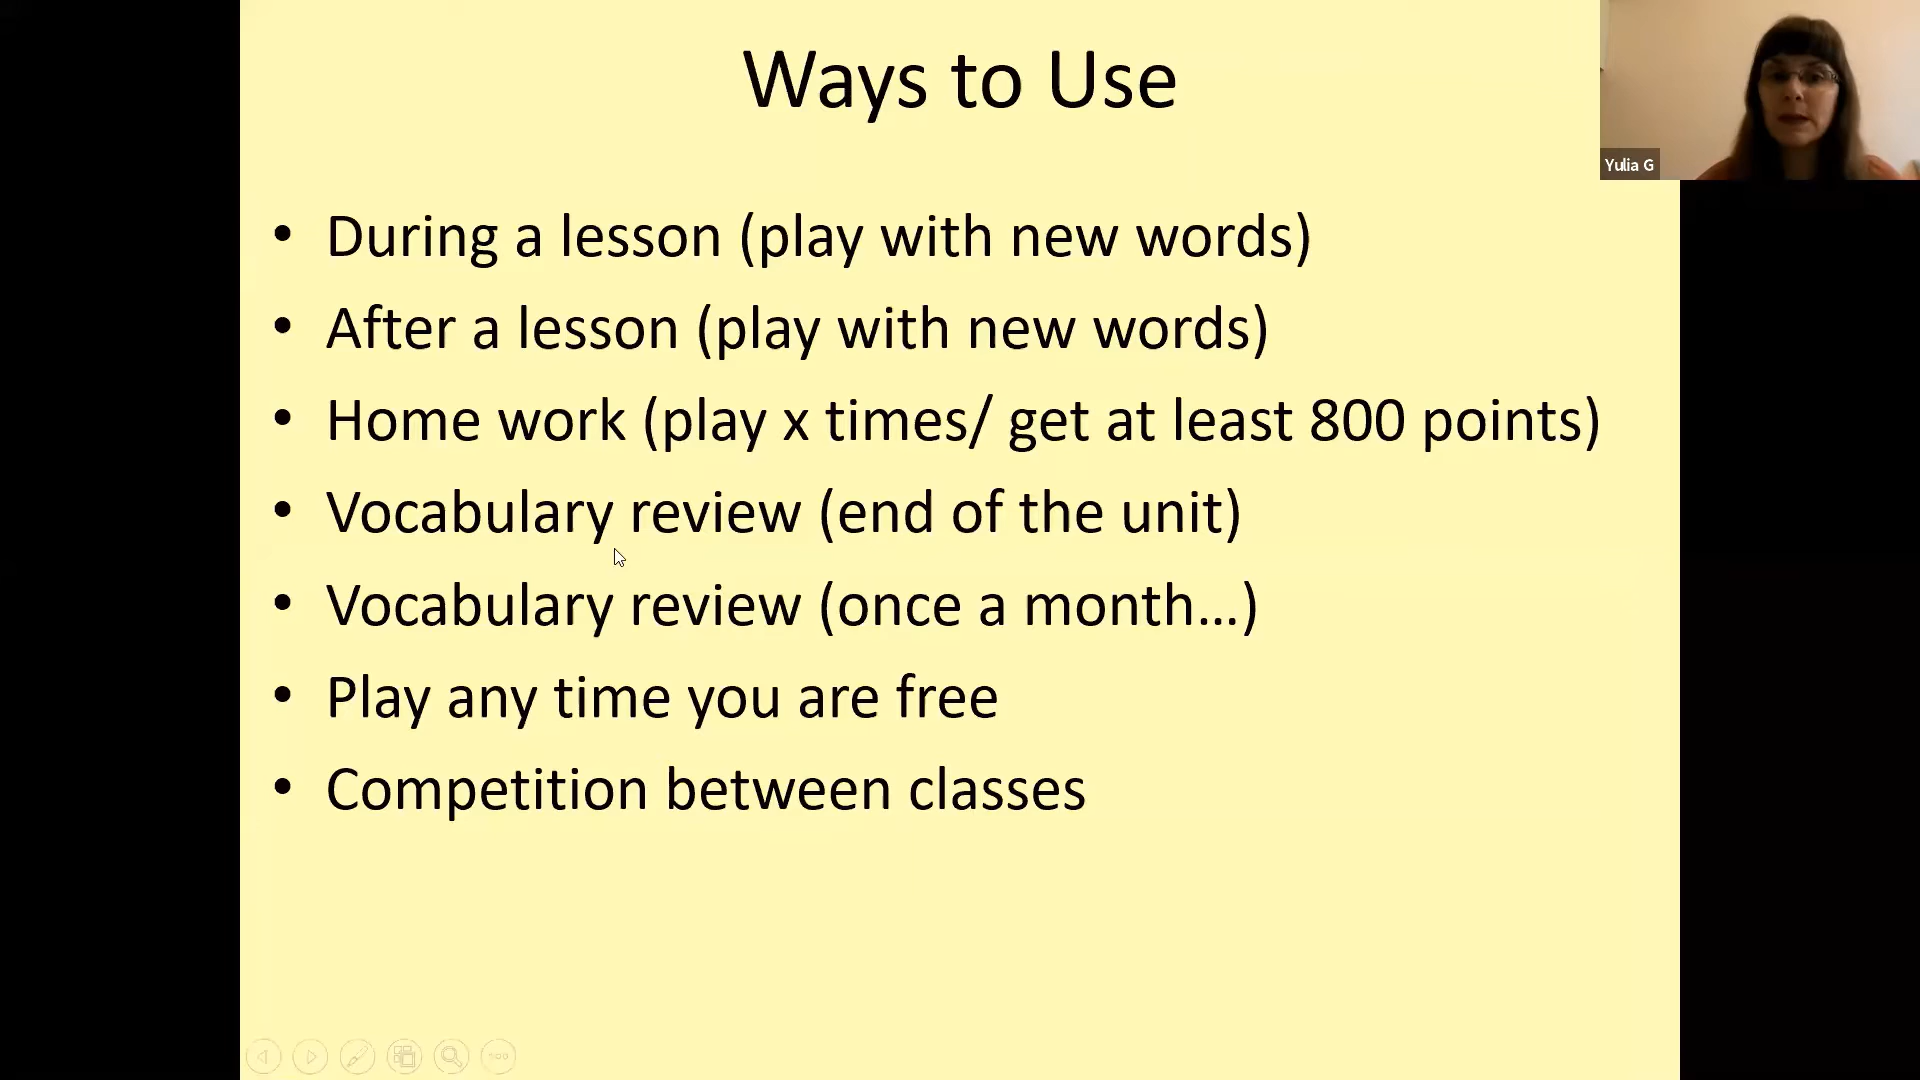 Ways to Use
Yulia G
• During a lesson (play with new words)
• After a lesson (play with new words)
• Home work (play x times/ get at least 800 points)
• Vocabulary review (end of the unit)
• Vocabulary review (once a month…)
• Play any time you are free
• Competition between classes